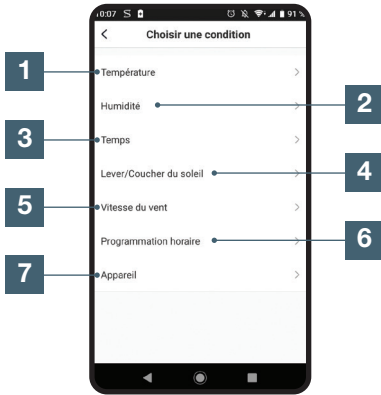 10:07 S 91 %
Choisir une condition
1 Température
Humidité 2
3 Temps
Lever/Coucher du soleil 4
5 Vitesse du vent
Programmation horaire 6
7 Appareil